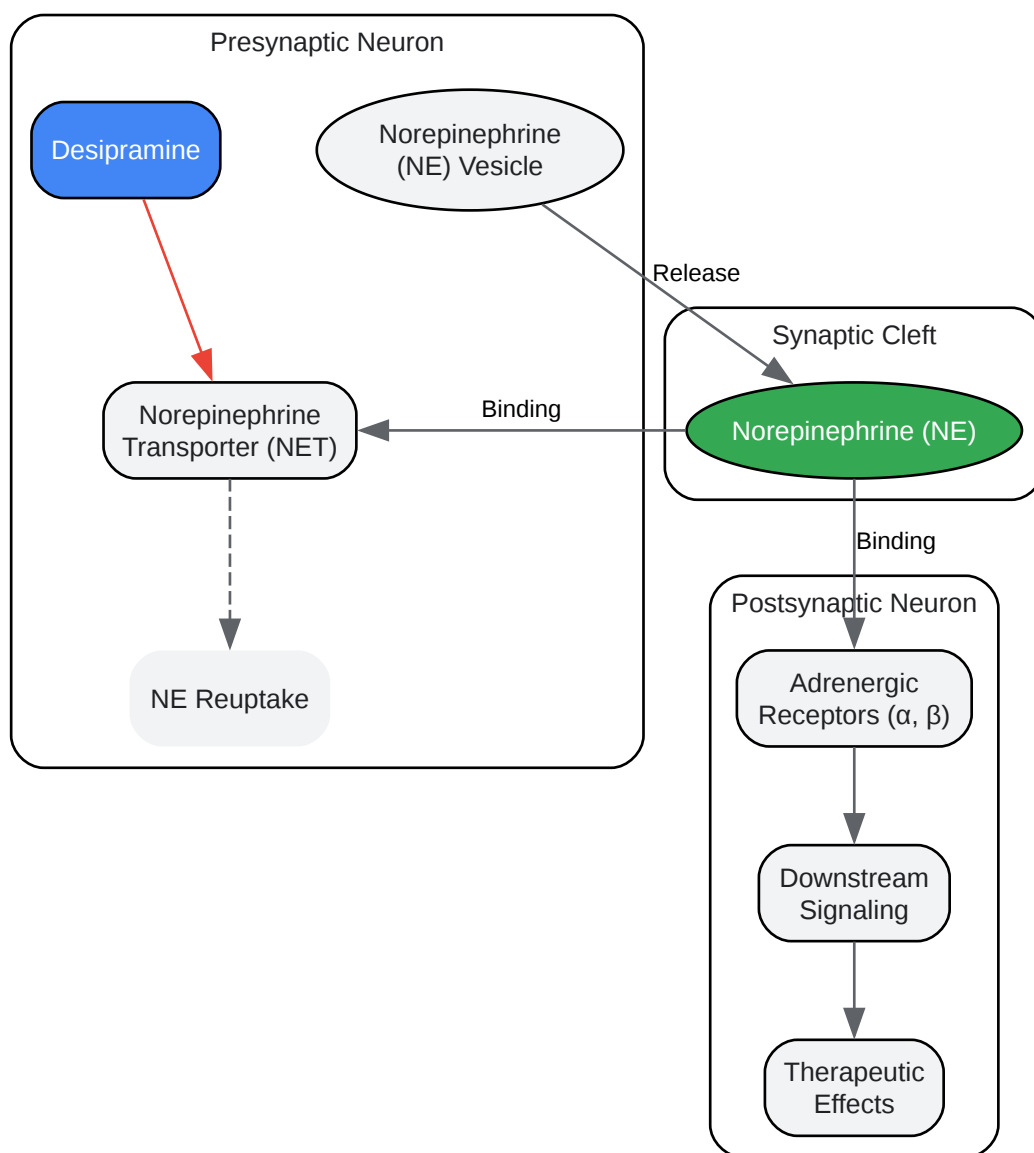 Presynaptic Neuron
Desipramine
Norepinephrine
(NE) Vesicle
Release
Synaptic Cleft
Norepinephrine
Transporter (NET)
Binding
Norepinephrine (NE)
Binding
NE Reuptake
Postsynaptic Neuron
Adrenergic
Receptors (α, β)
Downstream
Signaling
Therapeutic
Effects